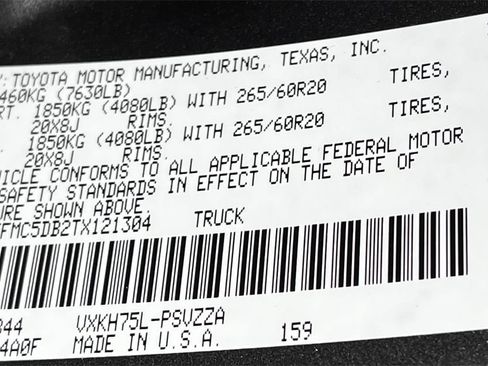 Y: TOYOTA MOTOR MANUFACTURING, TEXAS, INC.
460KG (7630LB)
RT. 1850KG (4080LB) WITH 265/60R20 TIRES,
20X8J RIMS.
RT. 1850KG (4080LB) WITH 265/60R20 TIRES,
20X8J RIMS.
HICLE CONFORMS TO ALL APPLICABLE FEDERAL MOTOR
SAFETY STANDARDS IN EFFECT ON THE DATE OF
URE SHOWN ABOVE.
FMC5DB2TX121304 TRUCK
844 VXKH75L-PSVZZA
4A0F MADE IN U.S.A. 159